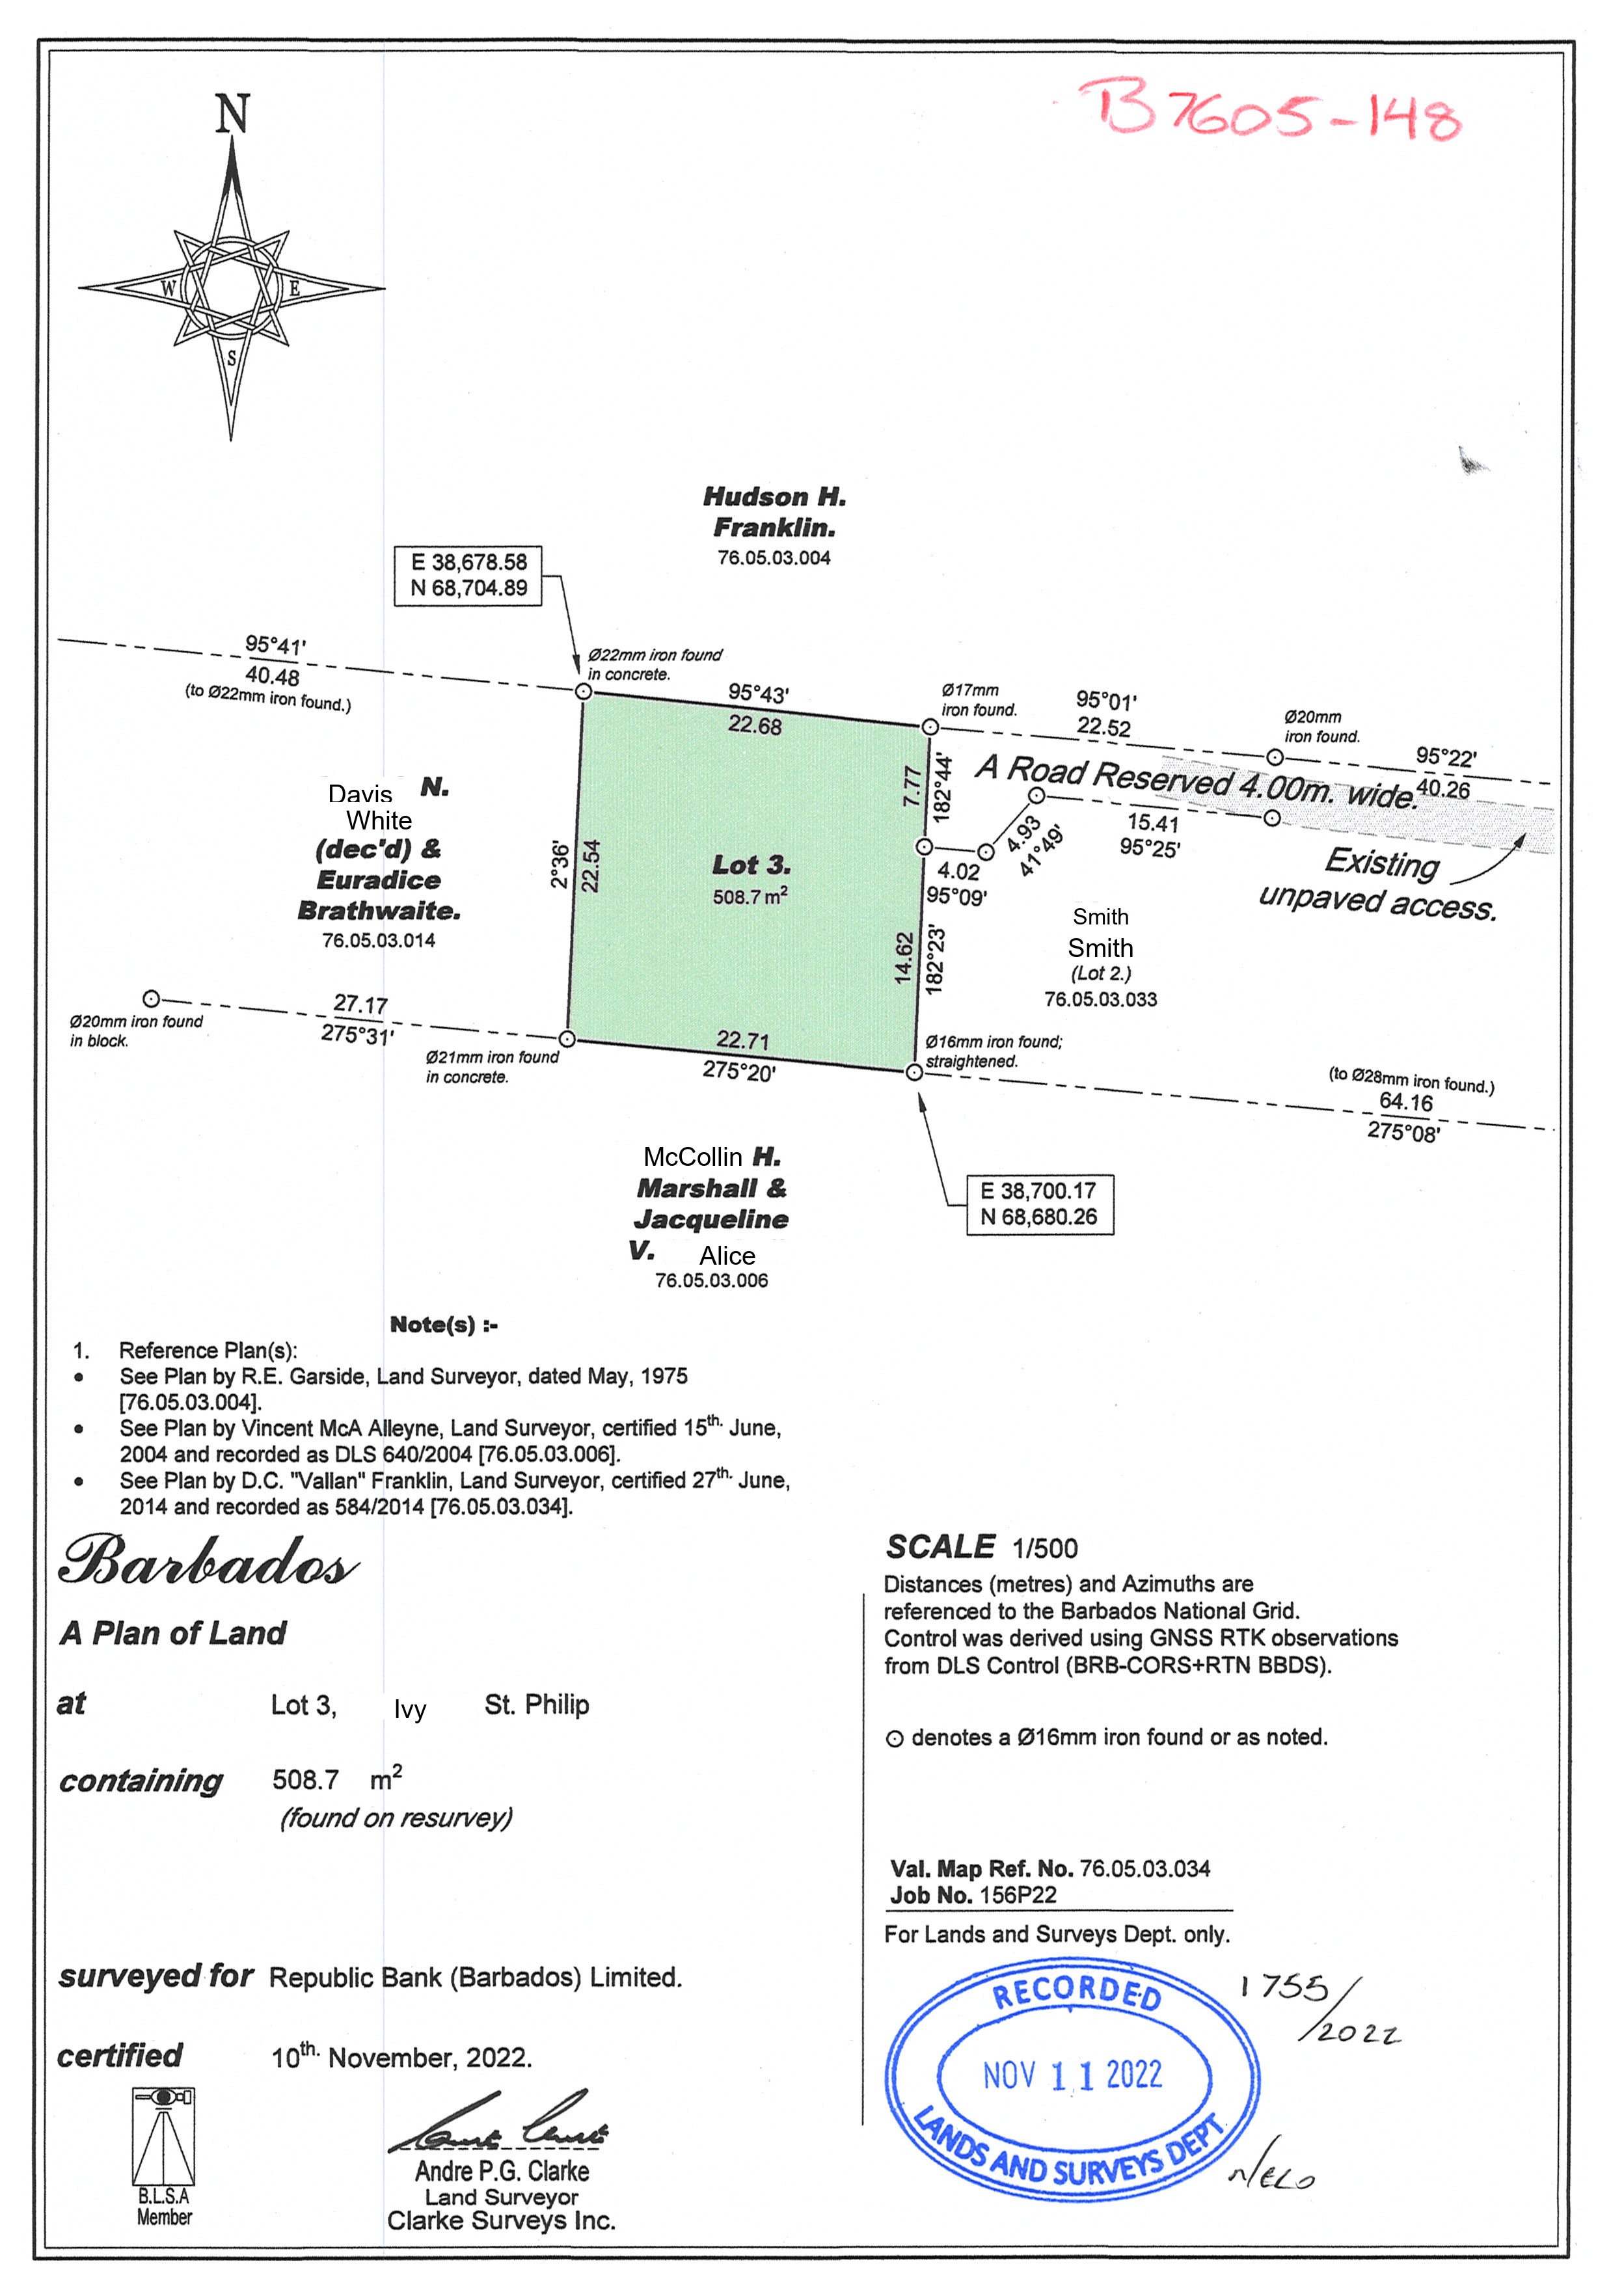 B7605-148
N
W
E
S
Hudson H.
Franklin.
76.05.03.004
E 38,678.58
N 68,704.89
95°41'
40.48
(to Ø22mm iron found.)
Ø22mm iron found
in concrete.
95°43'
22.68
Ø17mm
iron found.
95°01'
22.52
Ø20mm
iron found.
95°22'
40.26
A Road Reserved 4.00m. wide.
7.77
182°44'
4.93
41°49'
15.41
95°25'
Existing
unpaved access.
Davis N.
White
(dec'd) &
Euradice
Brathwaite.
76.05.03.014
2°36'
22.54
Lot 3.
508.7 m²
4.02
95°09'
14.62
182°23'
Smith
Smith
(Lot 2.)
76.05.03.033
27.17
275°31'
Ø20mm iron found
in block.
Ø21mm iron found
in concrete.
22.71
275°20'
Ø16mm iron found;
straightened.
(to Ø28mm iron found.)
64.16
275°08'
McCollin H.
Marshall &
Jacqueline
V. Alice
76.05.03.006
E 38,700.17
N 68,680.26
Note(s) :-
1. Reference Plan(s):
• See Plan by R.E. Garside, Land Surveyor, dated May, 1975
[76.05.03.004].
• See Plan by Vincent McA Alleyne, Land Surveyor, certified 15th. June,
2004 and recorded as DLS 640/2004 [76.05.03.006].
• See Plan by D.C. "Vallan" Franklin, Land Surveyor, certified 27th. June,
2014 and recorded as 584/2014 [76.05.03.034].
Barbados
A Plan of Land
at Lot 3, Ivy St. Philip
containing 508.7 m²
(found on resurvey)
surveyed for Republic Bank (Barbados) Limited.
certified 10th. November, 2022.
B.L.S.A
Member
Andre P.G. Clarke
Land Surveyor
Clarke Surveys Inc.
SCALE 1/500
Distances (metres) and Azimuths are
referenced to the Barbados National Grid.
Control was derived using GNSS RTK observations
from DLS Control (BRB-CORS+RTN BBDS).
⊙ denotes a Ø16mm iron found or as noted.
Val. Map Ref. No. 76.05.03.034
Job No. 156P22
For Lands and Surveys Dept. only.
RECORDED
NOV 11 2022
LANDS AND SURVEYS DEPT
1755/
/2022